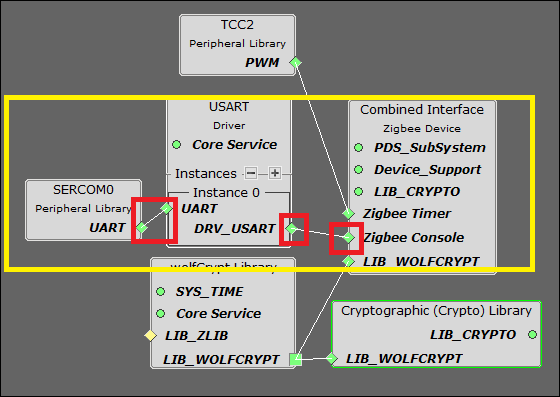 TCC2
Peripheral Library
PWM
USART
Driver
Core Service
Instances
Instance 0
UART
DRV_USART
SERCOM0
Peripheral Library
UART
Combined Interface
Zigbee Device
PDS_SubSystem
Device_Support
LIB_CRYPTO
Zigbee Timer
Zigbee Console
LIB_WOLFCRYPT
wolfCrypt Library
SYS_TIME
Core Service
LIB_ZLIB
LIB_WOLFCRYPT
Cryptographic (Crypto) Library
LIB_CRYPTO
LIB_WOLFCRYPT